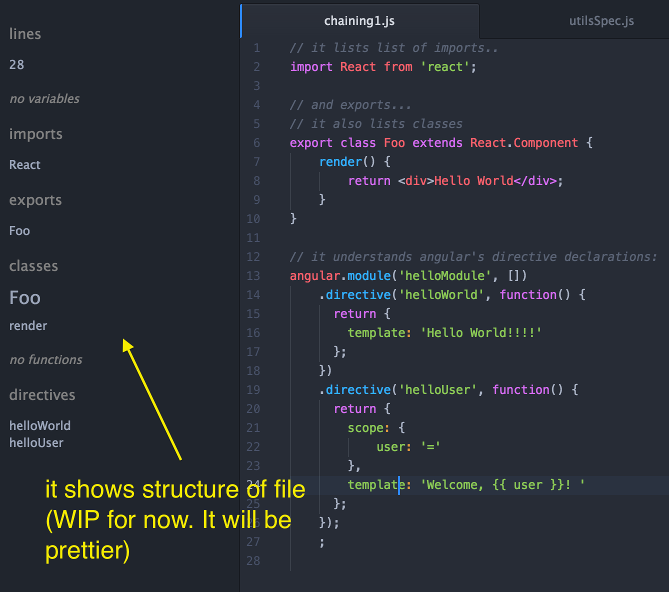 lines
28
no variables
imports
React
exports
Foo
classes
Foo
render
no functions
directives
helloWorld
helloUser
it shows structure of file
(WIP for now. It will be
prettier)
chaining1.js
utilsSpec.js
1 // it lists list of imports..
2 import React from 'react';
3
4 // and exports...
5 // it also lists classes
6 export class Foo extends React.Component {
7 render() {
8 return <div>Hello World</div>;
9 }
10 }
11
12 // it understands angular's directive declarations:
13 angular.module('helloModule', [])
14 .directive('helloWorld', function() {
15 return {
16 template: 'Hello World!!!!'
17 };
18 })
19 .directive('helloUser', function() {
20 return {
21 scope: {
22 user: '='
23 },
24 template: 'Welcome, {{ user }}! '
25 };
26 });
27 ;
28